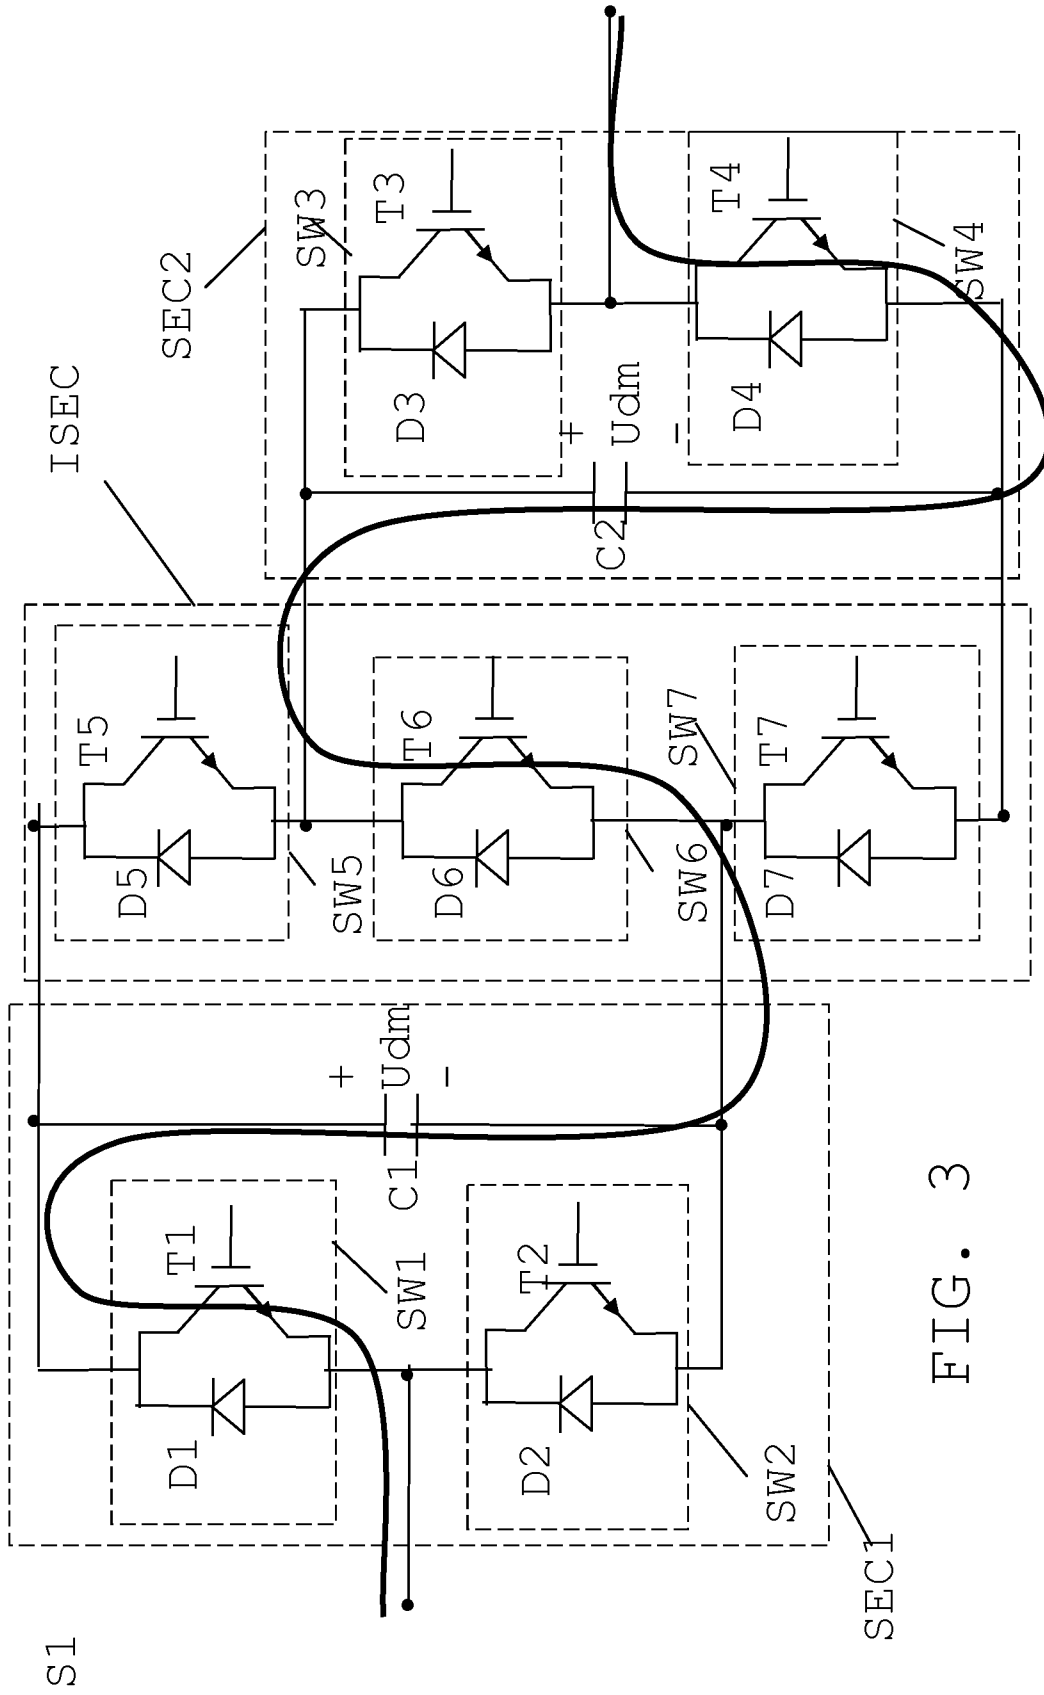 S1
SEC1
SW2
D2
T2
D1
T1
SW1
C1
+
Udm
-
ISEC
D5
T5
SW5
D6
T6
SW6
D7
T7
SW7
SEC2
C2
+
Udm
-
D3
T3
SW3
D4
T4
SW4
FIG. 3